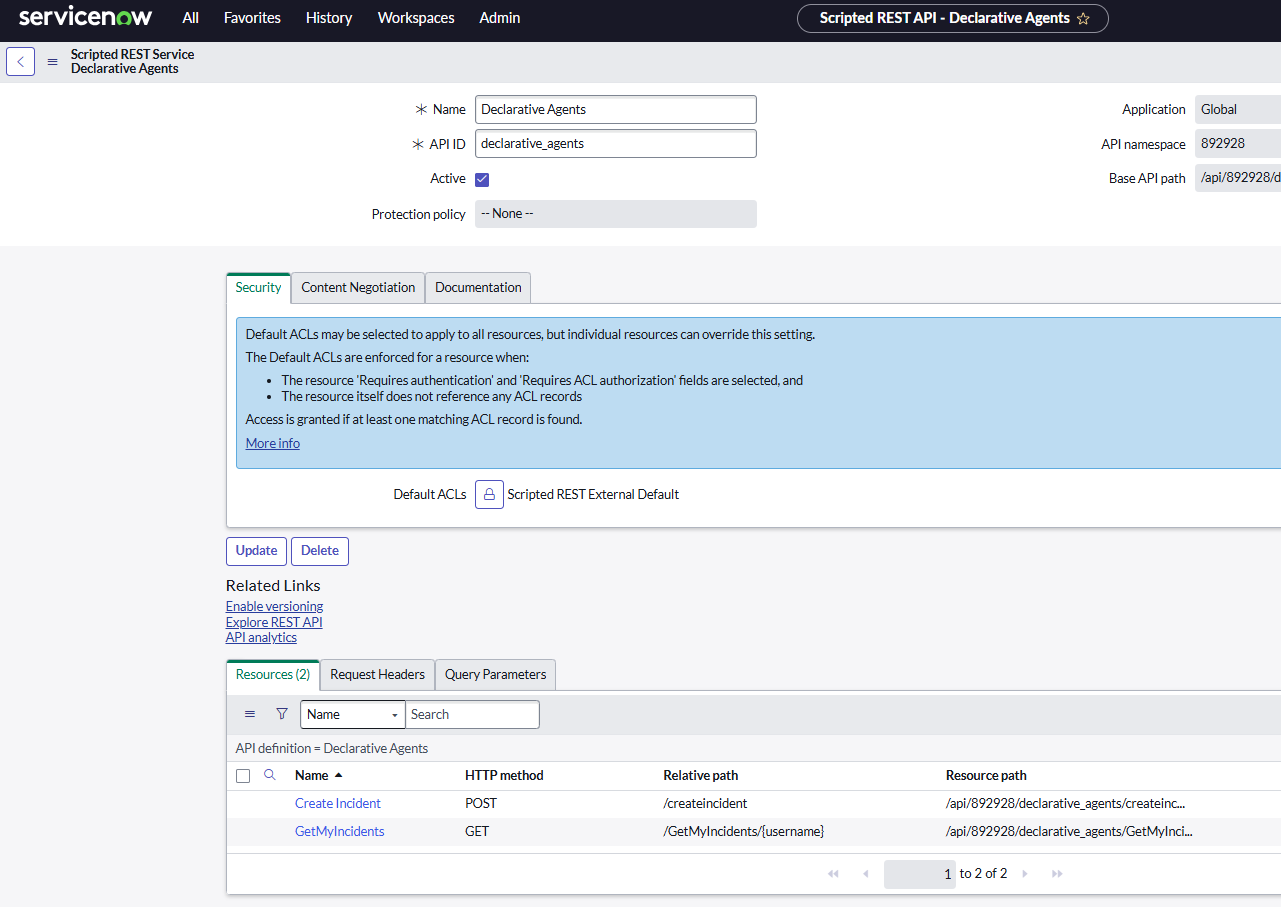 servicenow All Favorites History Workspaces Admin Scripted REST API - Declarative Agents
Scripted REST Service
Declarative Agents
Name Declarative Agents Application Global
API ID declarative_agents API namespace 892928
Active Base API path /api/892928/d
Protection policy -- None --
Security Content Negotiation Documentation
Default ACLs may be selected to apply to all resources, but individual resources can override this setting.
The Default ACLs are enforced for a resource when:
• The resource 'Requires authentication' and 'Requires ACL authorization' fields are selected, and
• The resource itself does not reference any ACL records
Access is granted if at least one matching ACL record is found.
More info
Default ACLs Scripted REST External Default
Update Delete
Related Links
Enable versioning
Explore REST API
API analytics
Resources (2) Request Headers Query Parameters
Name Search
API definition = Declarative Agents
Name HTTP method Relative path Resource path
Create Incident POST /createincident /api/892928/declarative_agents/createinc...
GetMyIncidents GET /GetMyIncidents/{username} /api/892928/declarative_agents/GetMyInci...
1 to 2 of 2